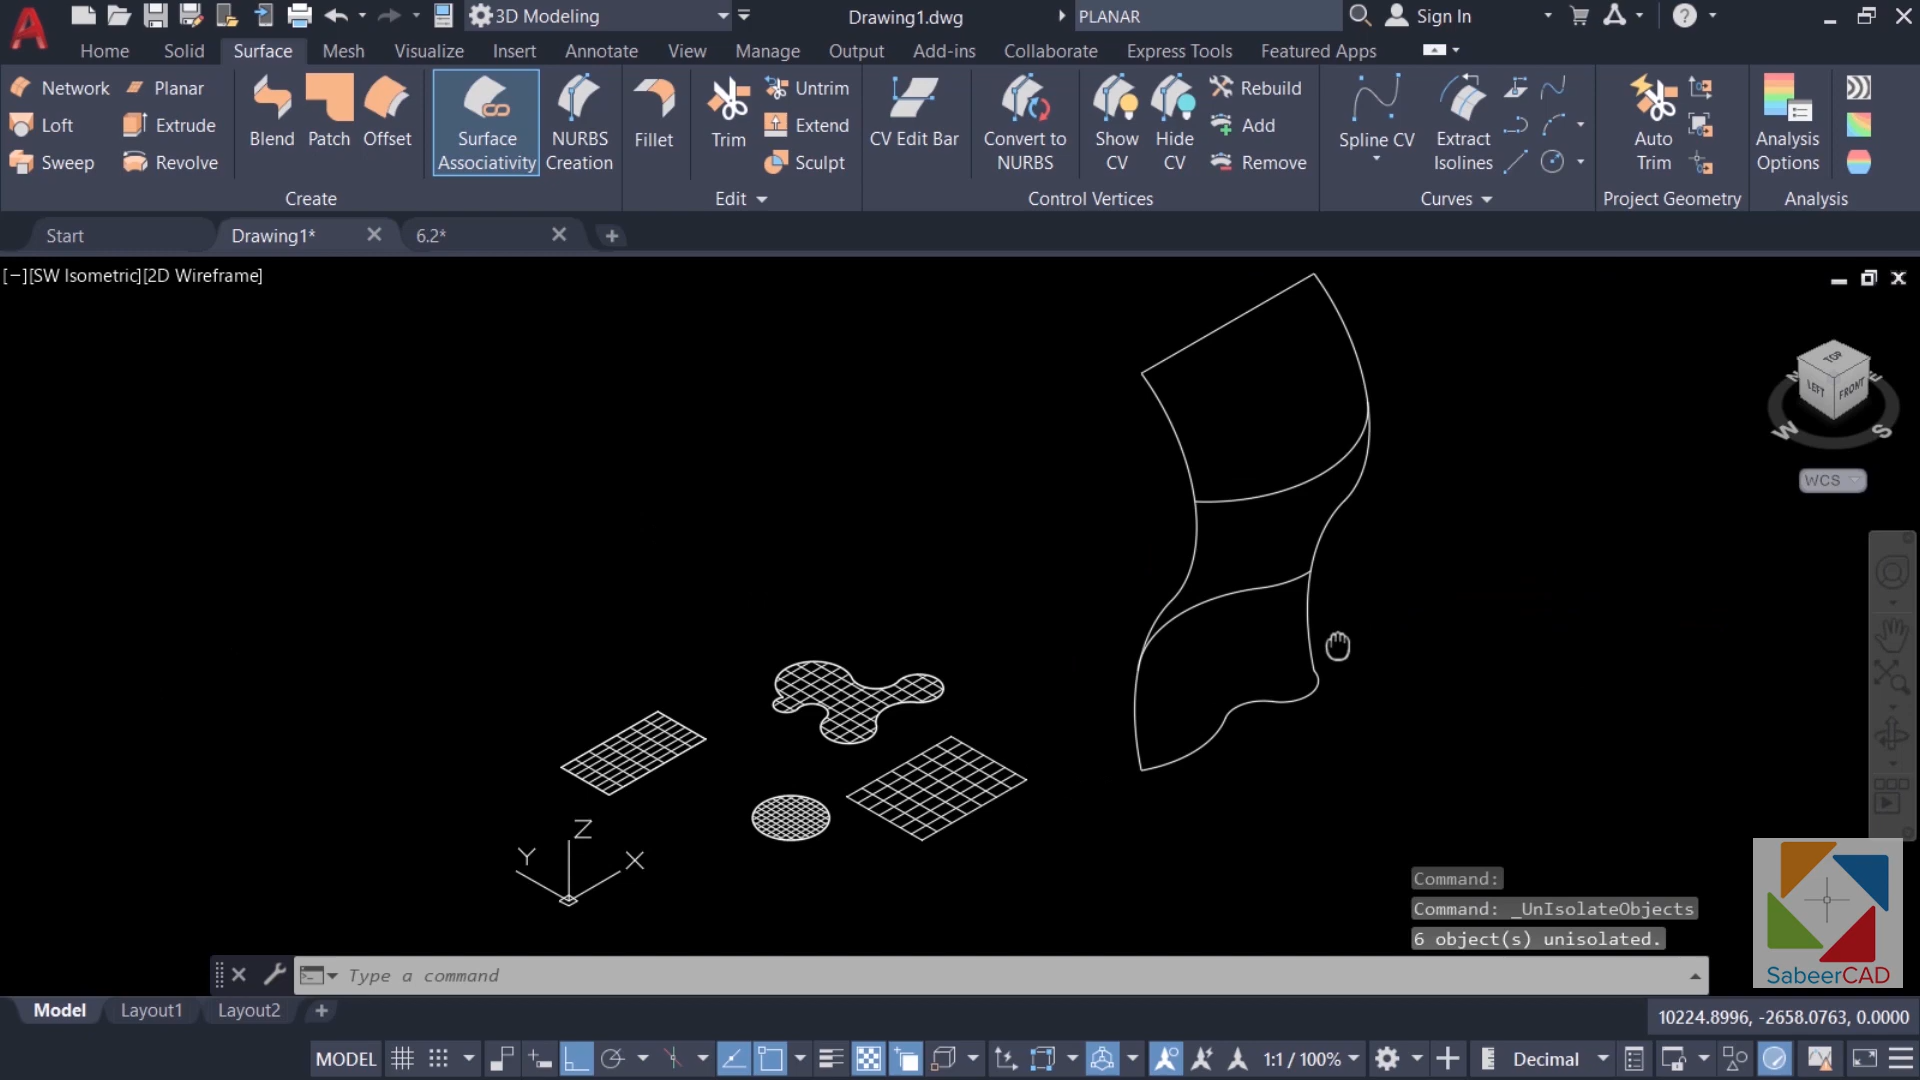 3D Modeling
Drawing1.dwg
PLANAR
Sign In
Home Solid Surface Mesh Visualize Insert Annotate View Manage Output Add-ins Collaborate Express Tools Featured Apps
Network Planar
Loft Extrude
Sweep Revolve
Blend Patch Offset
Surface
Associativity
NURBS
Creation
Fillet
Trim
Untrim
Extend
Sculpt
CV Edit Bar
Convert to
NURBS
Show
CV
Hide
CV
Rebuild
Add
Remove
Spline CV
Extract
Isolines
Auto
Trim
Analysis
Options
Create Edit Control Vertices Curves Project Geometry Analysis
Start Drawing1* 6.2*
[−][SW Isometric][2D Wireframe]
TOP
LEFT FRONT
N E
W S
WCS
Z
Y X
Command:
Command: _UnIsolateObjects
6 object(s) unisolated.
SabeerCAD
Type a command
Model Layout1 Layout2
10224.8996, -2658.0763, 0.0000
MODEL 1:1 / 100% Decimal